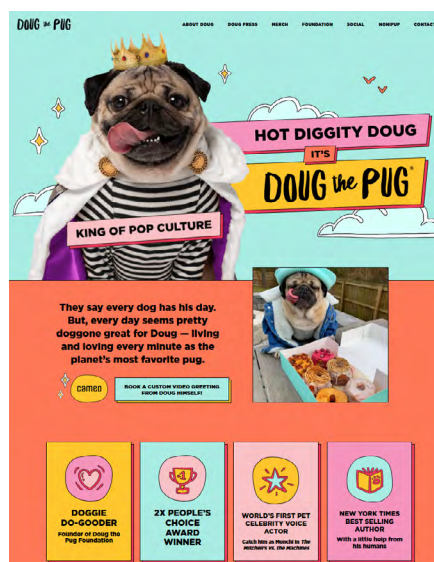 DOUG the PUG
ABOUT DOUG DOUG PRESS MERCH FOUNDATION SOCIAL NONIPUP CONTAC
HOT DIGGITY DOUG
IT'S
DOUG the PUG®
KING OF POP CULTURE
They say every dog has his day.
But, every day seems pretty
doggone great for Doug — living
and loving every minute as the
planet's most favorite pug.
cameo
BOOK A CUSTOM VIDEO GREETING
FROM DOUG HIMSELF!
DOGGIE
DO-GOODER
Founder of Doug the
Pug Foundation
#1
2X PEOPLE'S
CHOICE
AWARD
WINNER
WORLD'S FIRST PET
CELEBRITY VOICE
ACTOR
Catch him as Monchi in The
Mitchell's vs. the Machines
NEW YORK TIMES
BEST SELLING
AUTHOR
With a little help from
his humans